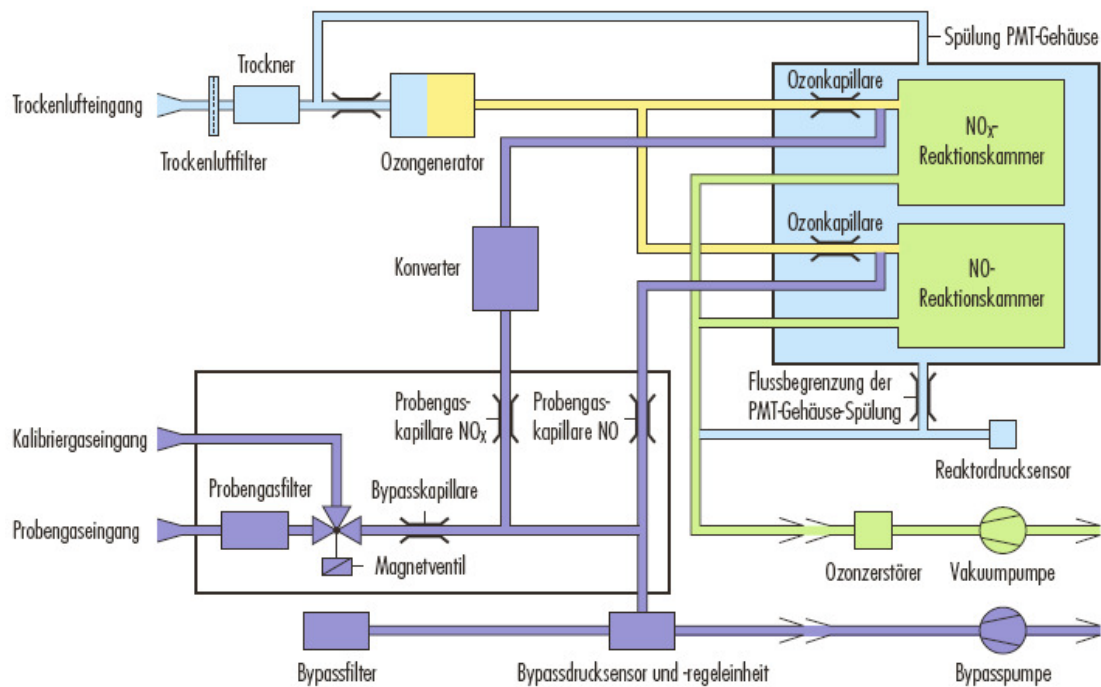 Spülung PMT-Gehäuse
Trockner
Trockenlufteingang
Ozonkapillare
NOx-
Reaktionskammer
Trockenluftfilter
Ozongenerator
Ozonkapillare
Konverter
NO-
Reaktionskammer
Flussbegrenzung der
PMT-Gehäuse-Spülung
Probengas-
kapillare NOx
Probengas-
kapillare NO
Kalibriergaseingang
Reaktordrucksensor
Probengasfilter
Bypasskapillare
Probengaseingang
Magnetventil
Ozonzerstörer
Vakuumpumpe
Bypassfilter
Bypassdrucksensor und -regeleinheit
Bypasspumpe